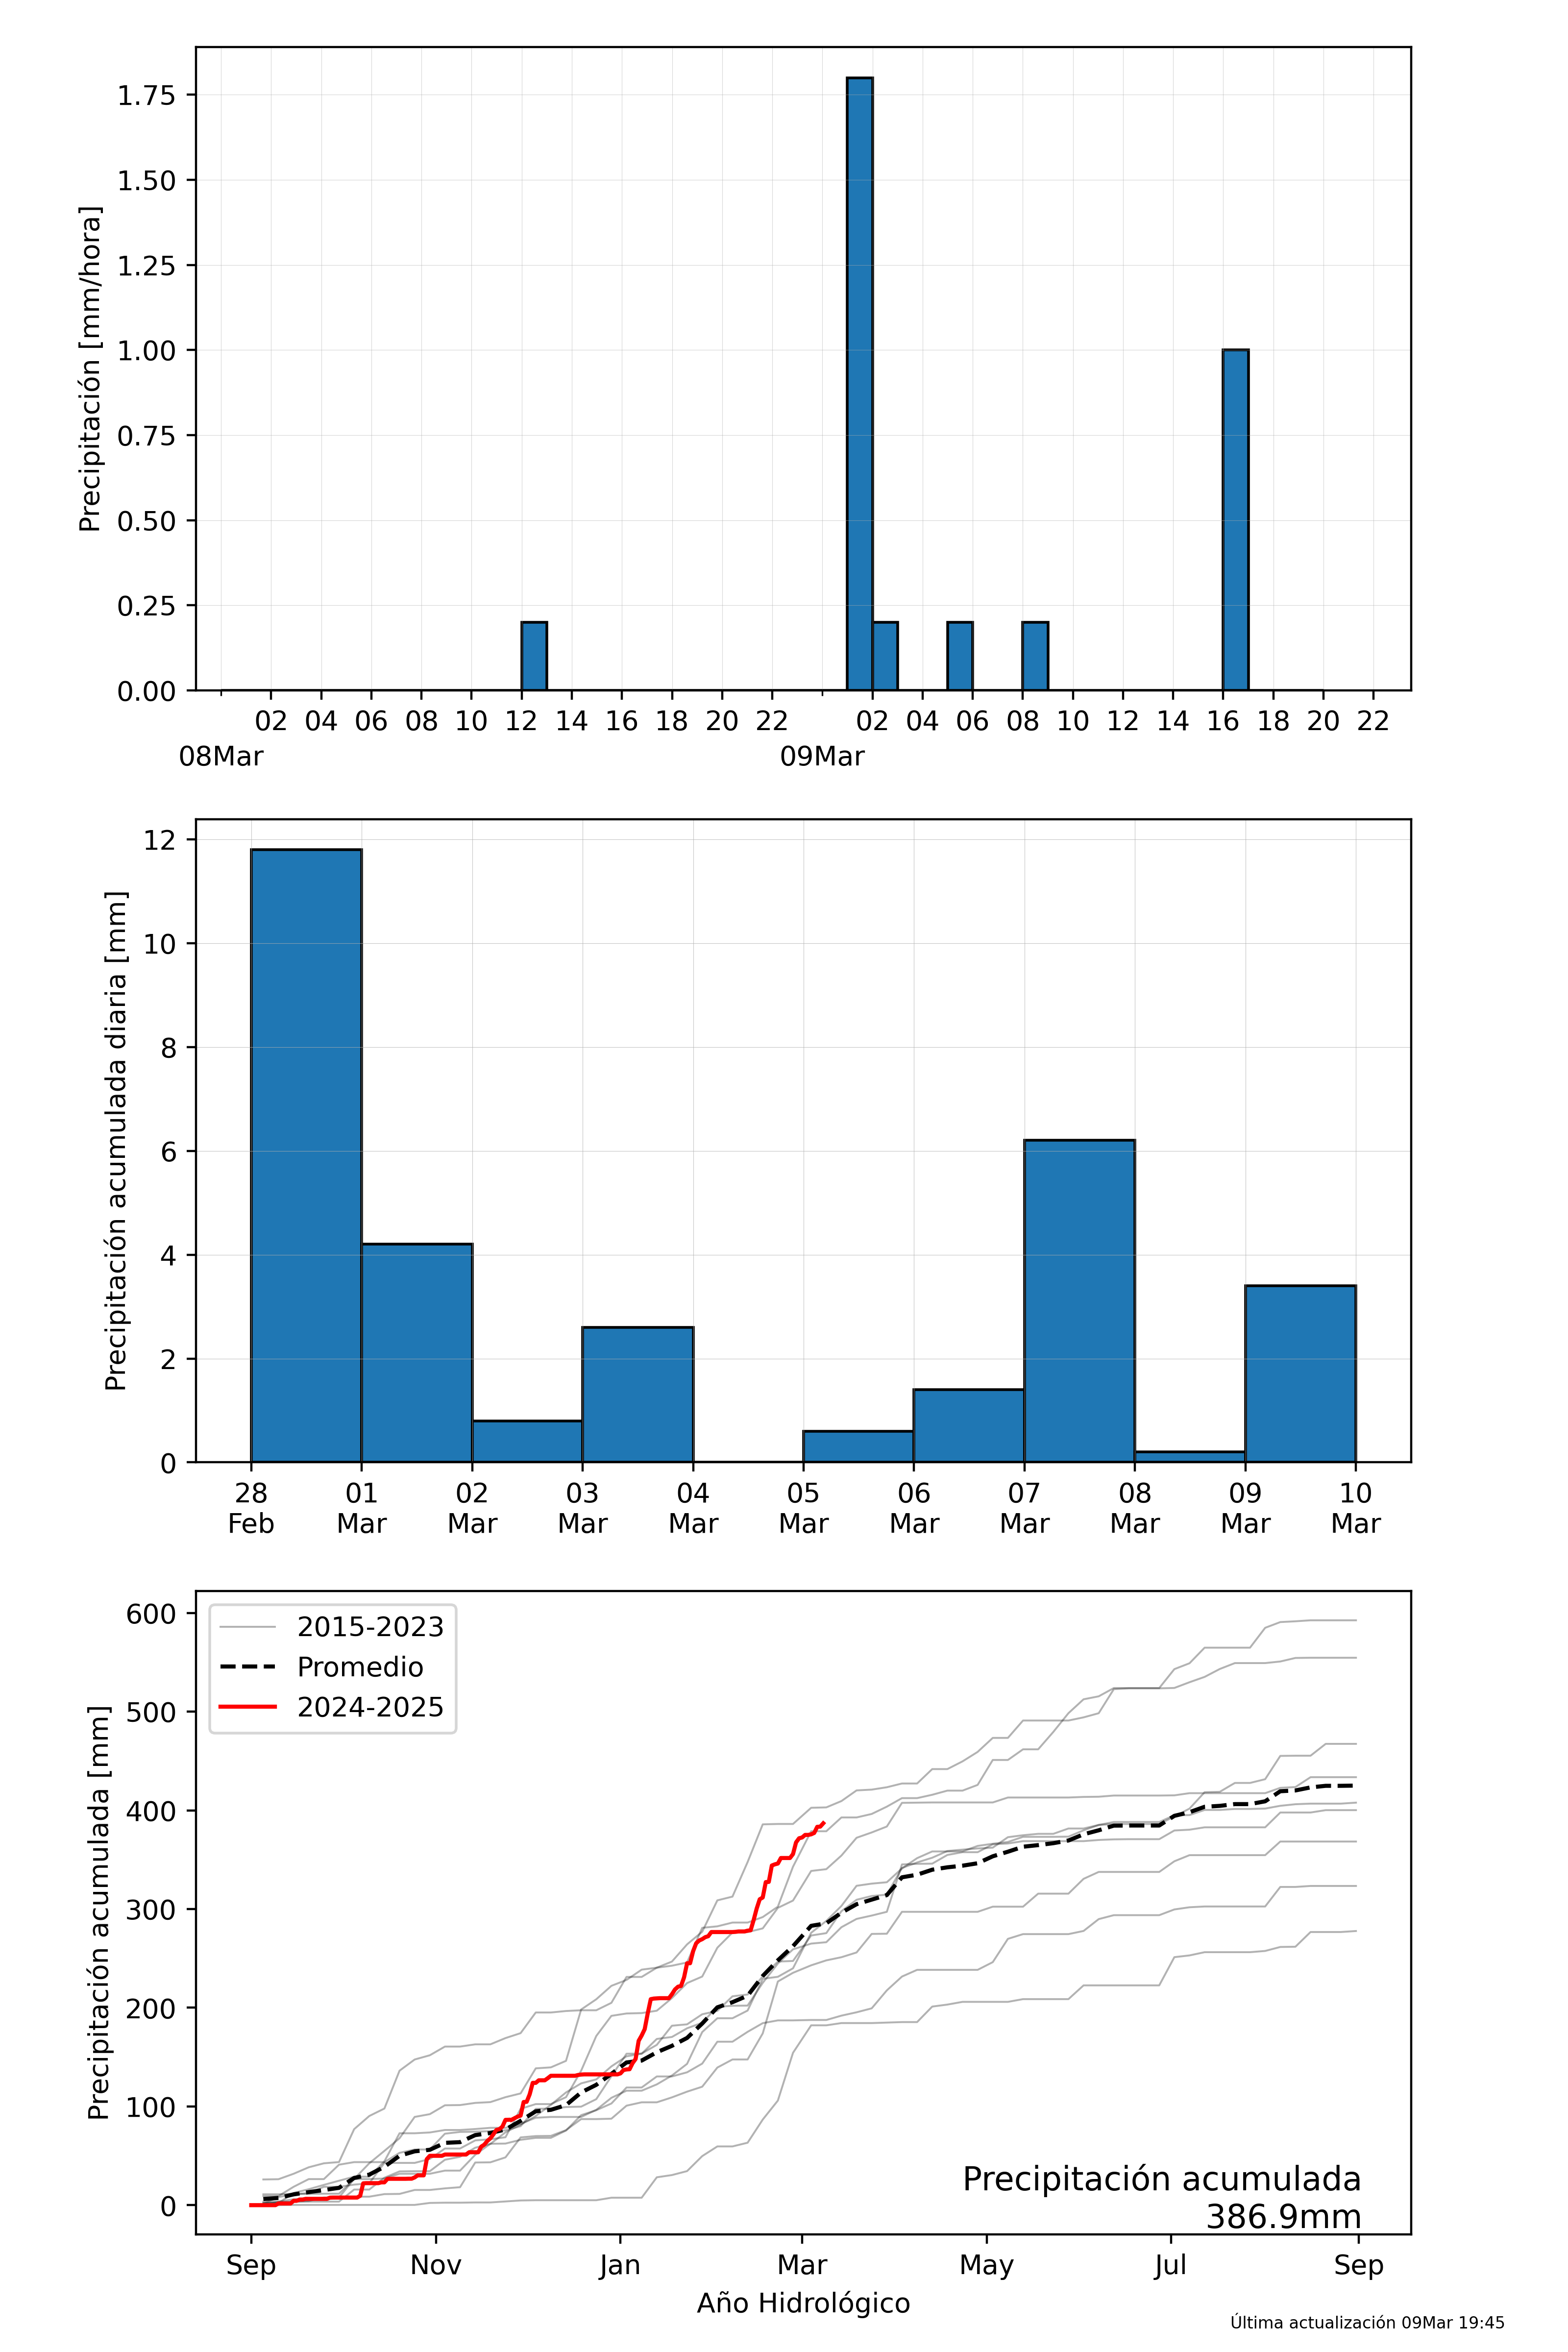 Precipitación [mm/hora]
1.75
1.50
1.25
1.00
0.75
0.50
0.25
0.00
02 04 06 08 10 12 14 16 18 20 22 02 04 06 08 10 12 14 16 18 20 22
08Mar 09Mar
Precipitación acumulada diaria [mm]
12
10
8
6
4
2
0
28 01 02 03 04 05 06 07 08 09 10
Feb Mar Mar Mar Mar Mar Mar Mar Mar Mar Mar
Precipitación acumulada [mm]
600
500
400
300
200
100
0
2015-2023
Promedio
2024-2025
Precipitación acumulada
386.9mm
Sep Nov Jan Mar May Jul Sep
Año Hidrológico
Última actualización 09Mar 19:45